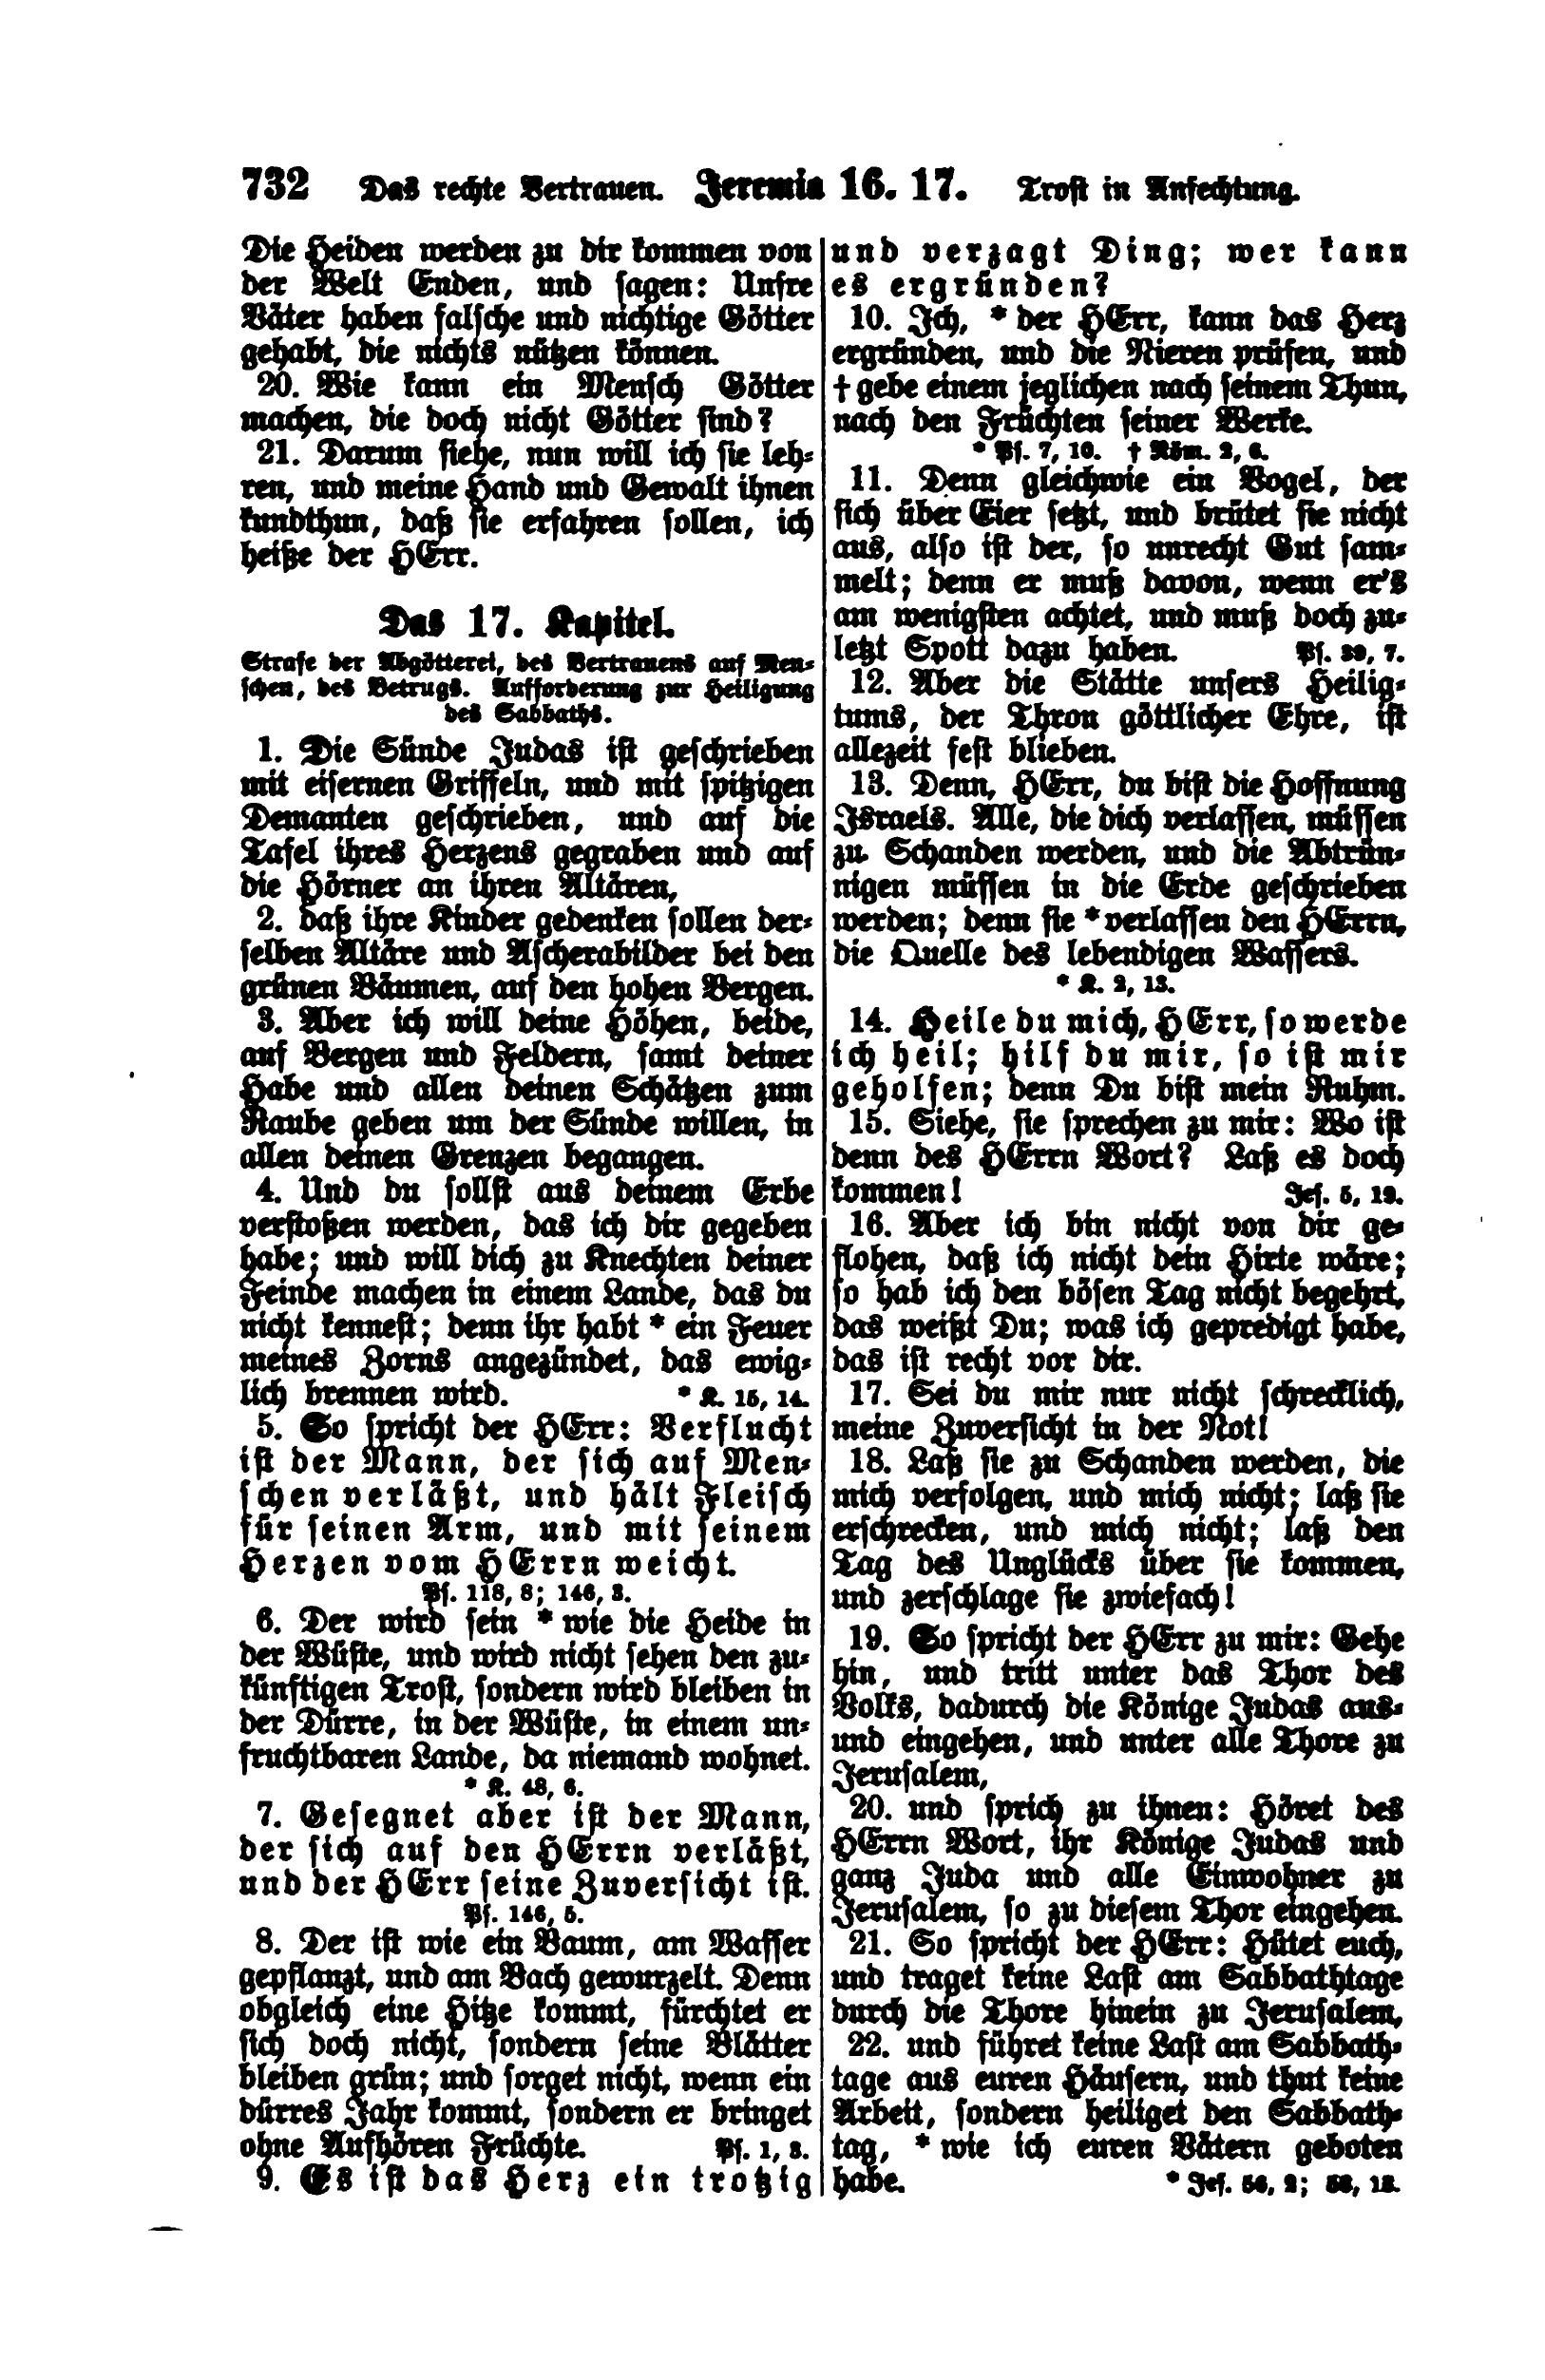 732 Das rechte Vertrauen. Jeremia 16. 17. Trost in Anfechtung.
Die Heiden werden zu dir kommen von
der Welt Enden, und sagen: Unsre
Väter haben falsche und nichtige Götter
gehabt, die nichts nützen können.
20. Wie kann ein Mensch Götter
machen, die doch nicht Götter sind?
21. Darum siehe, nun will ich sie leh-
ren, und meine Hand und Gewalt ihnen
kundthun, daß sie erfahren sollen, ich
heiße der HErr.
Das 17. Kapitel.
Strafe der Abgötterei, des Vertrauens auf Men-
schen, des Betrugs. Aufforderung zur Heiligung
des Sabbaths.
1. Die Sünde Judas ist geschrieben
mit eisernen Griffeln, und mit spitzigen
Demanten geschrieben, und auf die
Tafel ihres Herzens gegraben und auf
die Hörner an ihren Altären,
2. daß ihre Kinder gedenken sollen der-
selben Altäre und Ascherabilder bei den
grünen Bäumen, auf den hohen Bergen.
3. Aber ich will deine Höhen, beide,
auf Bergen und Feldern, samt deiner
Habe und allen deinen Schätzen zum
Raube geben um der Sünde willen, in
allen deinen Grenzen begangen.
4. Und du sollst aus deinem Erbe
verstoßen werden, das ich dir gegeben
habe; und will dich zu Knechten deiner
Feinde machen in einem Lande, das du
nicht kennest; denn ihr habt * ein Feuer
meines Zorns angezündet, das ewig-
lich brennen wird. * K. 15, 14.
5. So spricht der HErr: Verflucht
ist der Mann, der sich auf Men-
schen verläßt, und hält Fleisch
für seinen Arm, und mit seinem
Herzen vom HErrn weicht.
Ps. 118, 8; 146, 3.
6. Der wird sein * wie die Heide in
der Wüste, und wird nicht sehen den zu-
künftigen Trost, sondern wird bleiben in
der Dürre, in der Wüste, in einem un-
fruchtbaren Lande, da niemand wohnet.
* K. 48, 6.
7. Gesegnet aber ist der Mann,
der sich auf den HErrn verläßt,
und der HErr seine Zuversicht ist.
Ps. 146, 5.
8. Der ist wie ein Baum, am Wasser
gepflanzt, und am Bach gewurzelt. Denn
obgleich eine Hitze kommt, fürchtet er
sich doch nicht, sondern seine Blätter
bleiben grün; und sorget nicht, wenn ein
dürres Jahr kommt, sondern er bringet
ohne Aufhören Früchte. Ps. 1, 3.
9. Es ist das Herz ein trotzig
und verzagt Ding; wer kann
es ergründen?
10. Ich, * der HErr, kann das Herz
ergründen, und die Nieren prüfen, und
† gebe einem jeglichen nach seinem Thun,
nach den Früchten seiner Werke.
* Ps. 7, 10. † Röm. 2, 6.
11. Denn gleichwie ein Vogel, der
sich über Eier setzt, und brütet sie nicht
aus, also ist der, so unrecht Gut sam-
melt; denn er muß davon, wenn er's
am wenigsten achtet, und muß doch zu-
letzt Spott dazu haben. Ps. 39, 7.
12. Aber die Stätte unsers Heilig-
tums, der Thron göttlicher Ehre, ist
allezeit fest blieben.
13. Denn, HErr, du bist die Hoffnung
Israels. Alle, die dich verlassen, müssen
zu Schanden werden, und die Abtrün-
nigen müssen in die Erde geschrieben
werden; denn sie * verlassen den HErrn,
die Quelle des lebendigen Wassers.
* K. 2, 13.
14. Heile du mich, HErr, so werde
ich heil; hilf du mir, so ist mir
geholfen; denn Du bist mein Ruhm.
15. Siehe, sie sprechen zu mir: Wo ist
denn des HErrn Wort? Laß es doch
kommen! Jes. 5, 19.
16. Aber ich bin nicht von dir ge-
flohen, daß ich nicht dein Hirte wäre;
so hab ich den bösen Tag nicht begehrt,
das weißt Du; was ich gepredigt habe,
das ist recht vor dir.
17. Sei du mir nur nicht schrecklich,
meine Zuversicht in der Not!
18. Laß sie zu Schanden werden, die
mich verfolgen, und mich nicht; laß sie
erschrecken, und mich nicht; laß den
Tag des Unglücks über sie kommen,
und zerschlage sie zwiefach!
19. So spricht der HErr zu mir: Gehe
hin, und tritt unter das Thor des
Volks, dadurch die Könige Judas aus-
und eingehen, und unter alle Thore zu
Jerusalem,
20. und sprich zu ihnen: Höret des
HErrn Wort, ihr Könige Judas und
ganz Juda und alle Einwohner zu
Jerusalem, so zu diesem Thor eingehen.
21. So spricht der HErr: Hütet euch,
und traget keine Last am Sabbathtage
durch die Thore hinein zu Jerusalem,
22. und führet keine Last am Sabbath-
tage aus euren Häusern, und thut keine
Arbeit, sondern heiliget den Sabbath-
tag, * wie ich euren Vätern geboten
habe. * Jes. 56, 2; 58, 13.